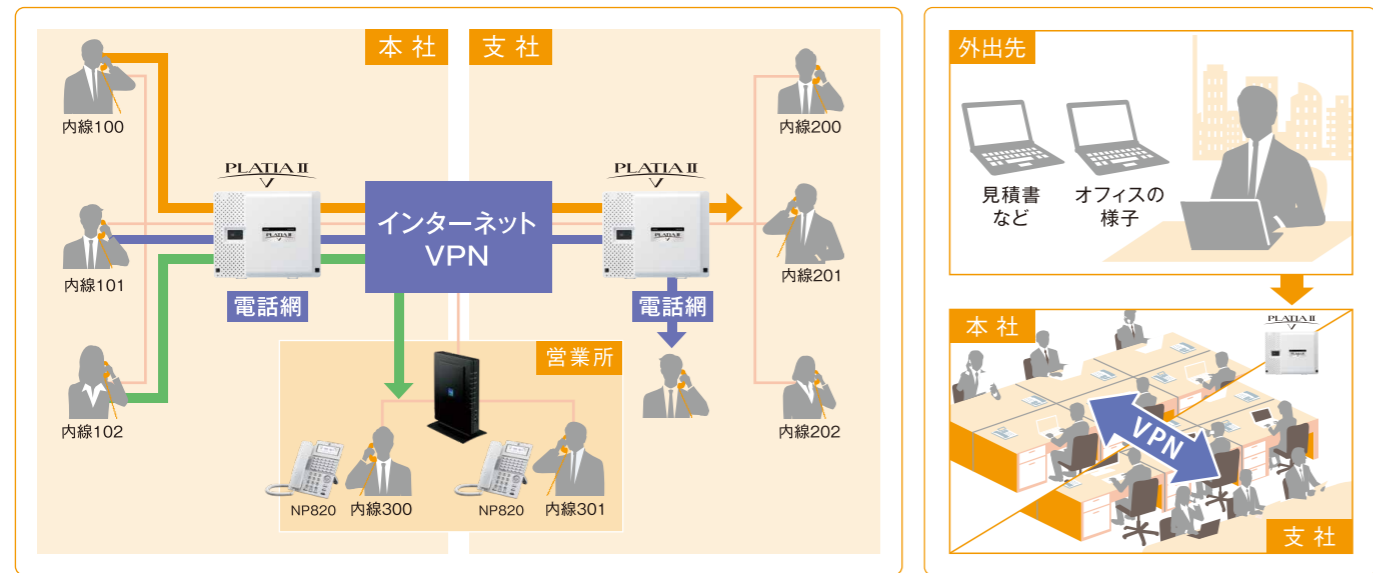 本社
支社
内線100
内線101
内線102
PLATIA II
電話網
インターネット
VPN
PLATIA II
電話網
内線200
内線201
内線202
営業所
NP820
内線300
NP820
内線301
外出先
見積書
など
オフィスの
様子
本社
PLATIA II
VPN
支社